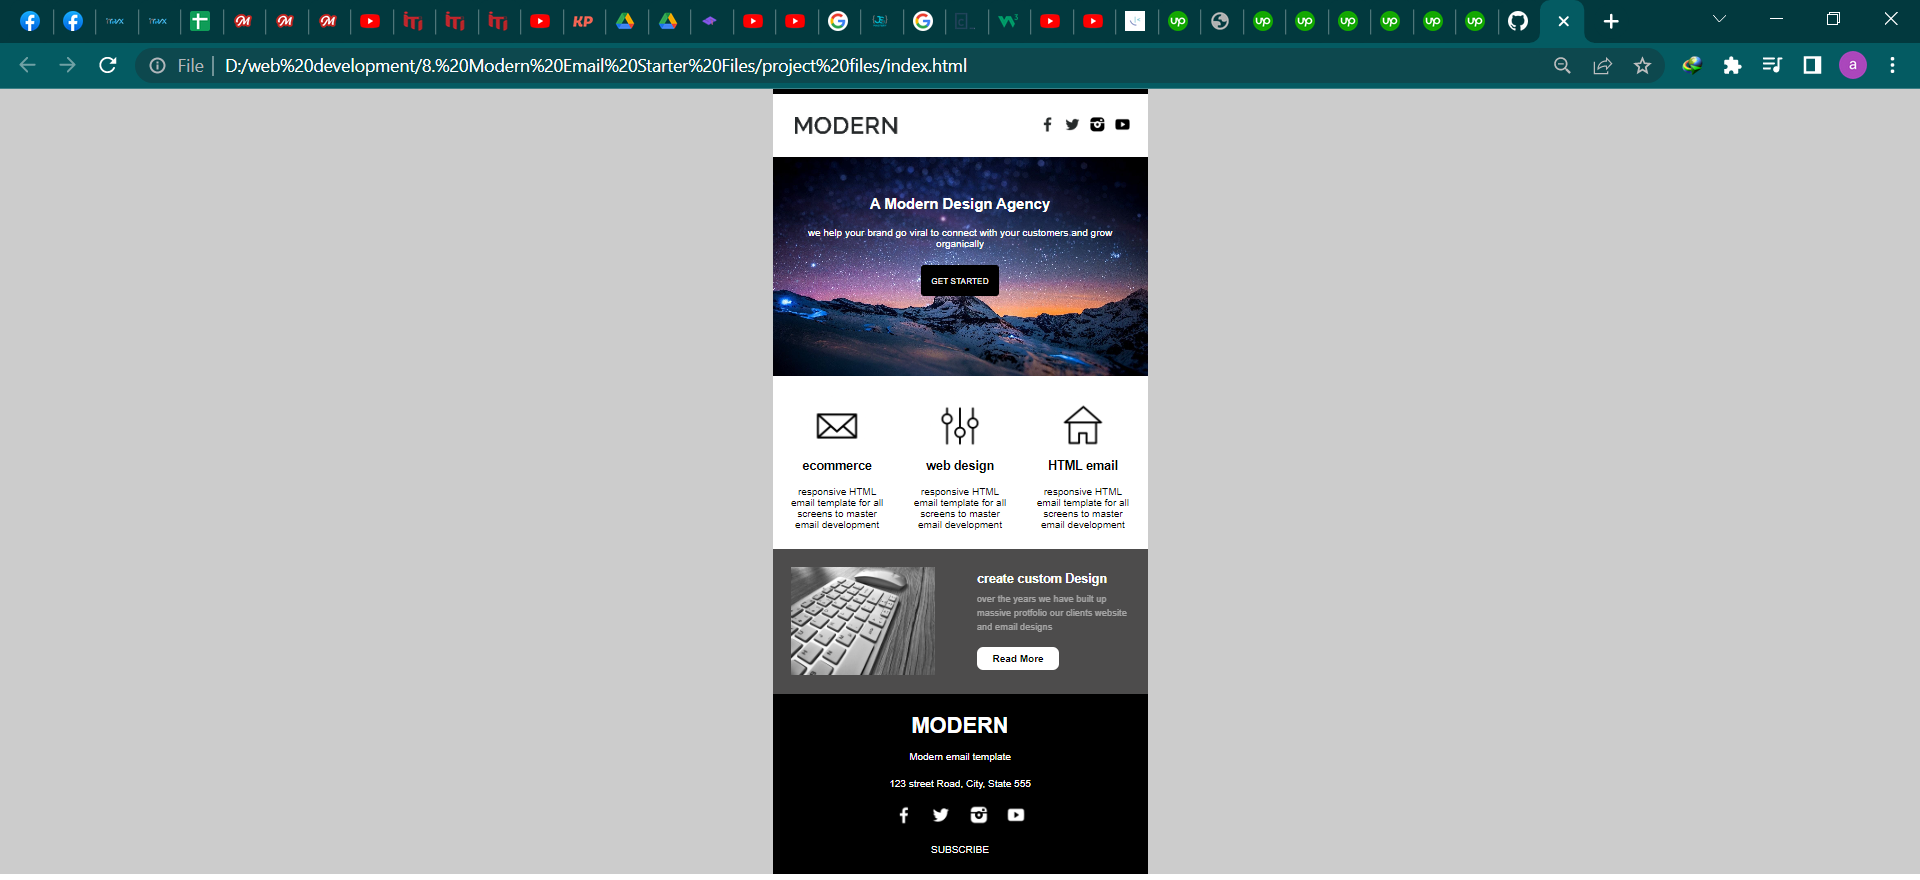 File
D:/web%20development/8.%20Modern%20Email%20Starter%20Files/project%20files/index.html
a
MODERN
A Modern Design Agency
we help your brand go viral to connect with your customers and grow
organically
GET STARTED
ecommerce
web design
HTML email
responsive HTML
email template for all
screens to master
email development
responsive HTML
email template for all
screens to master
email development
responsive HTML
email template for all
screens to master
email development
create custom Design
over the years we have built up
massive protfolio our clients website
and email designs
Read More
MODERN
Modern email template
123 street Road, City, State 555
SUBSCRIBE